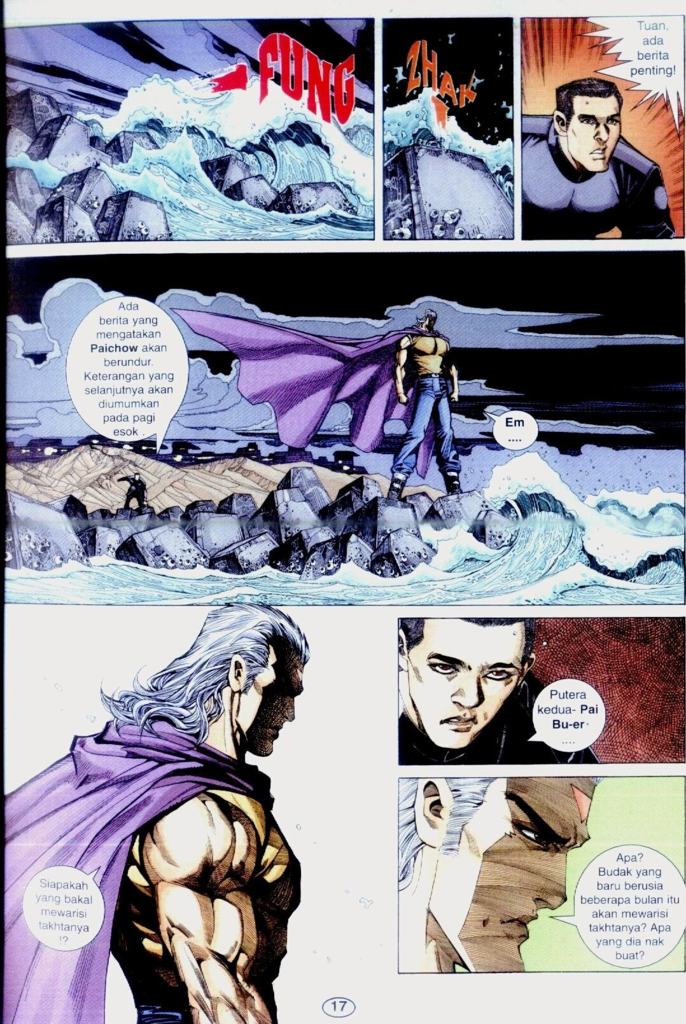 FUNG
ZHAK
Tuan,
ada
berita
penting!
Ada
berita yang
mengatakan
Paichow akan
berundur.
Keterangan yang
selanjutnya akan
diumumkan
pada pagi
esok.
Em
....
Siapakah
yang bakal
mewarisi
takhtanya
!?
Putera
kedua- Pai
Bu-er-
....
Apa?
Budak yang
baru berusia
beberapa bulan itu
akan mewarisi
takhtanya? Apa
yang dia nak
buat?
17